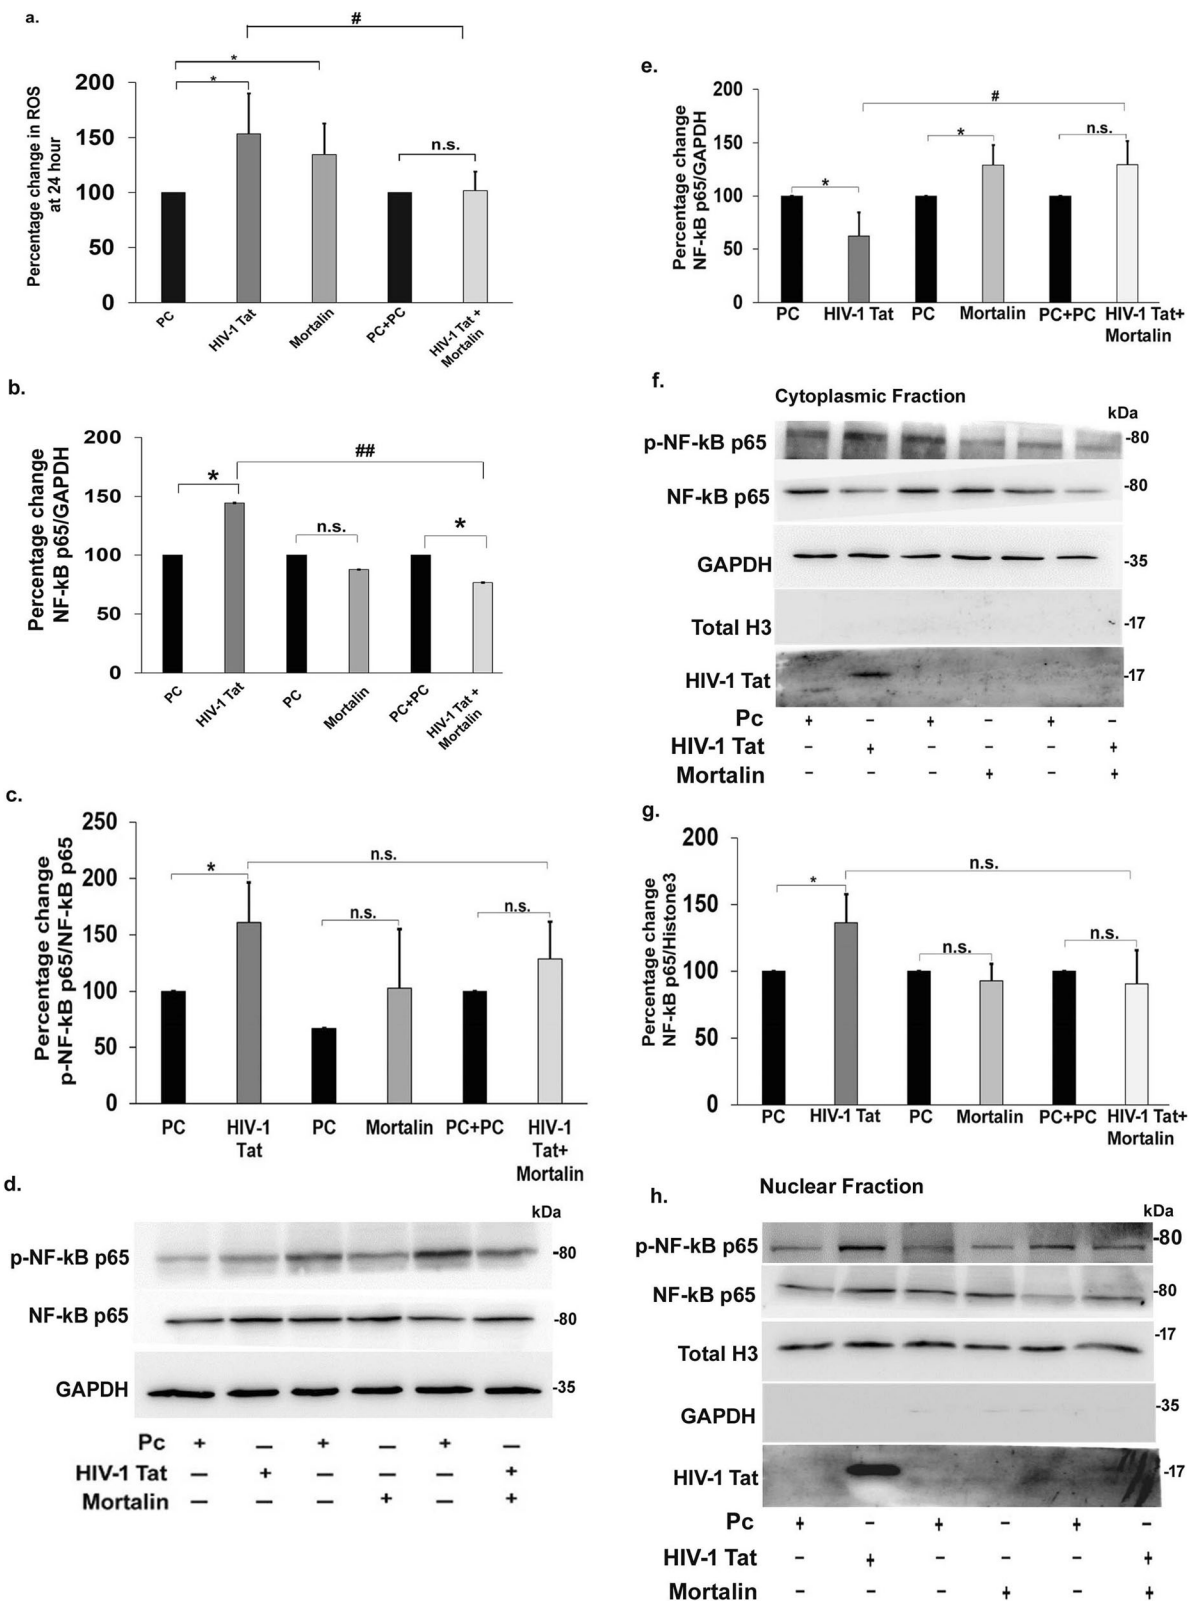 a.
#
*
*
n.s.
Percentage change in ROS
at 24 hour
200
150
100
50
0
PC
HIV-1 Tat
Mortalin
PC+PC
HIV-1 Tat +
Mortalin
b.
Percentage change
NF-kB p65/GAPDH
200
150
100
50
0
##
*
n.s.
*
PC
HIV-1 Tat
PC
Mortalin
PC+PC
HIV-1 Tat +
Mortalin
c.
Percentage change
p-NF-kB p65/NF-kB p65
250
200
150
100
50
0
n.s.
*
n.s.
n.s.
PC
HIV-1
Tat
PC
Mortalin
PC+PC
HIV-1
Tat+
Mortalin
d.
kDa
p-NF-kB p65
-80
NF-kB p65
-80
GAPDH
-35
Pc + – + – + –
HIV-1 Tat – + – – – +
Mortalin – – – + – +
e.
Percentage change
NF-kB p65/GAPDH
200
150
100
50
0
#
*
*
n.s.
PC
HIV-1 Tat
PC
Mortalin
PC+PC
HIV-1 Tat+
Mortalin
f.
Cytoplasmic Fraction
kDa
p-NF-kB p65
-80
NF-kB p65
-80
GAPDH
-35
Total H3
-17
HIV-1 Tat
-17
Pc + – + – + –
HIV-1 Tat – + – – – +
Mortalin – – – + – +
g.
Percentage change
NF-kB p65/Histone3
200
150
100
50
0
n.s.
*
n.s.
n.s.
PC
HIV-1 Tat
PC
Mortalin
PC+PC
HIV-1 Tat+
Mortalin
h.
Nuclear Fraction
kDa
p-NF-kB p65
-80
NF-kB p65
-80
Total H3
-17
GAPDH
-35
HIV-1 Tat
-17
Pc + – + – + –
HIV-1 Tat – + – – – +
Mortalin – – – + – +